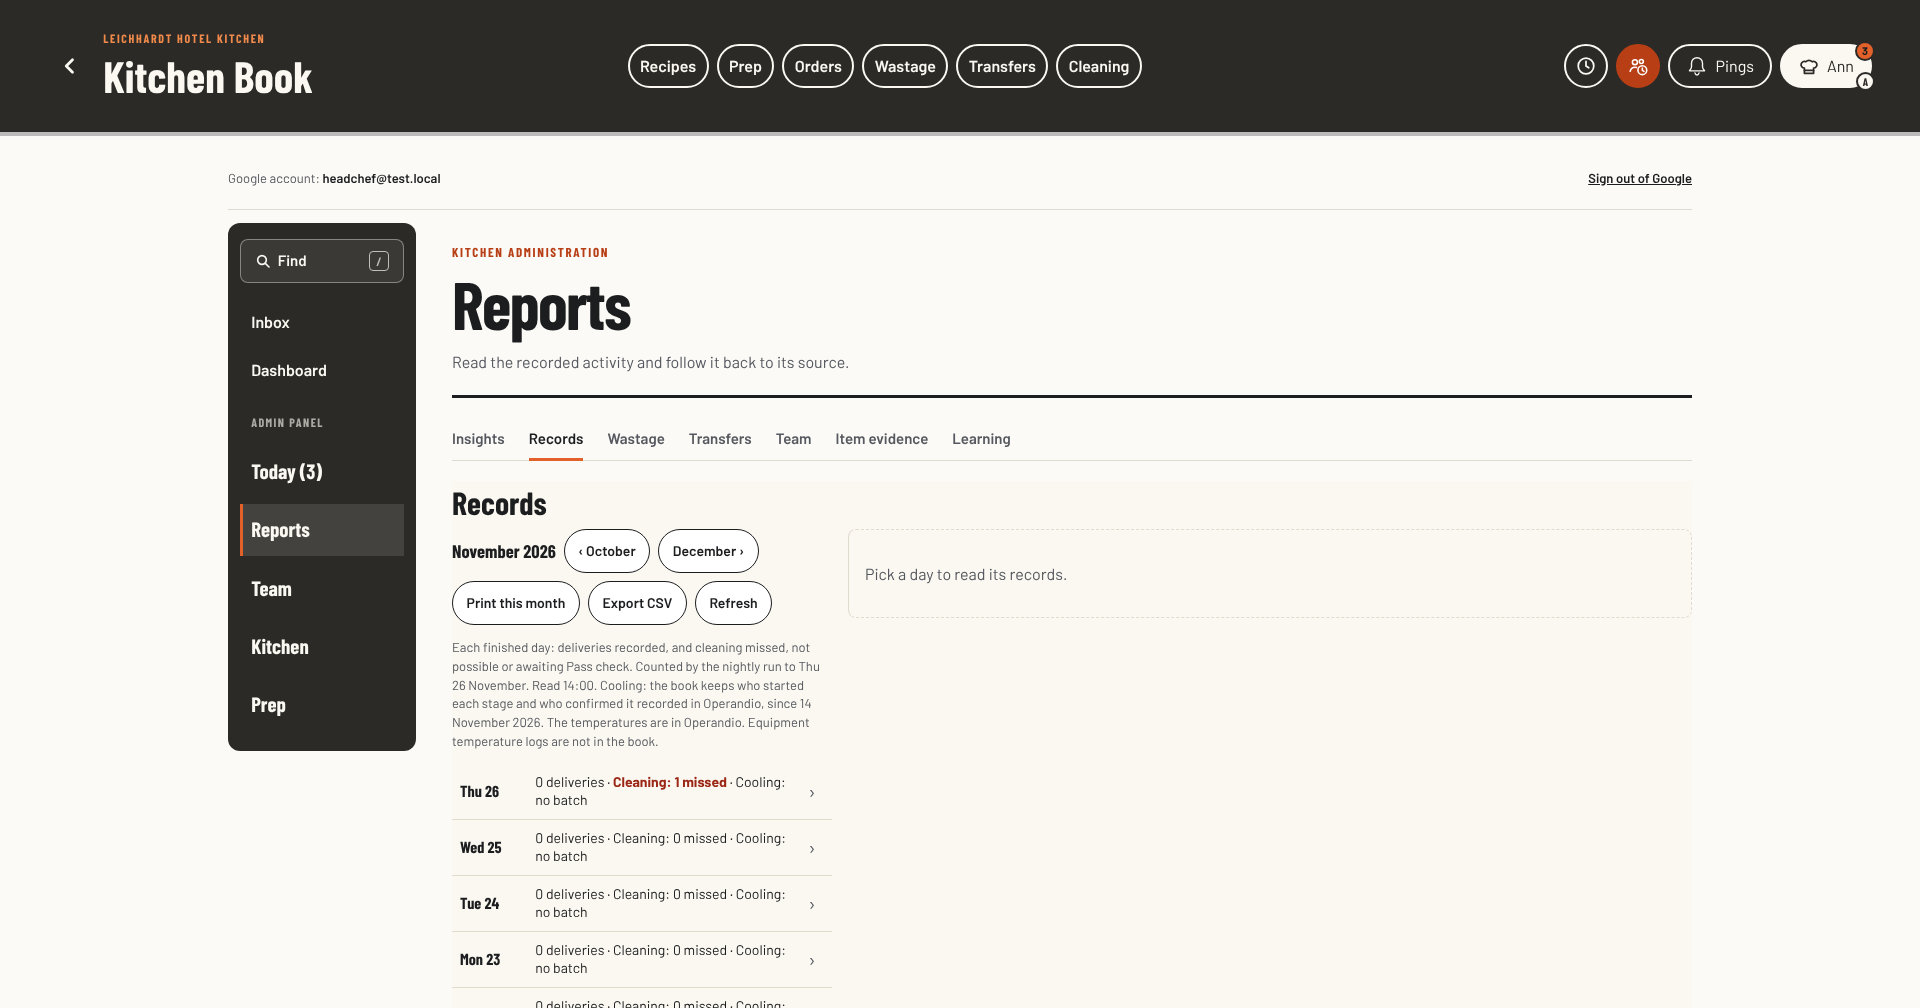 LEICHHARDT HOTEL KITCHEN
Kitchen Book
Recipes
Prep
Orders
Wastage
Transfers
Cleaning
Pings
Ann
3
A
Google account: headchef@test.local
Sign out of Google
Find
/
Inbox
Dashboard
ADMIN PANEL
Today (3)
Reports
Team
Kitchen
Prep
KITCHEN ADMINISTRATION
Reports
Read the recorded activity and follow it back to its source.
Insights
Records
Wastage
Transfers
Team
Item evidence
Learning
Records
November 2026
‹ October
December ›
Print this month
Export CSV
Refresh
Each finished day: deliveries recorded, and cleaning missed, not
possible or awaiting Pass check. Counted by the nightly run to Thu
26 November. Read 14:00. Cooling: the book keeps who started
each stage and who confirmed it recorded in Operandio, since 14
November 2026. The temperatures are in Operandio. Equipment
temperature logs are not in the book.
Thu 26
0 deliveries · Cleaning: 1 missed · Cooling:
no batch
›
Wed 25
0 deliveries · Cleaning: 0 missed · Cooling:
no batch
›
Tue 24
0 deliveries · Cleaning: 0 missed · Cooling:
no batch
›
Mon 23
0 deliveries · Cleaning: 0 missed · Cooling:
no batch
›
0 deliveries · Cleaning: 0 missed · Cooling:
Pick a day to read its records.